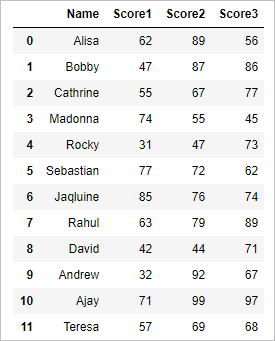 Name Score1 Score2 Score3
0 Alisa 62 89 56
1 Bobby 47 87 86
2 Cathrine 55 67 77
3 Madonna 74 55 45
4 Rocky 31 47 73
5 Sebastian 77 72 62
6 Jaqluine 85 76 74
7 Rahul 63 79 89
8 David 42 44 71
9 Andrew 32 92 67
10 Ajay 71 99 97
11 Teresa 57 69 68